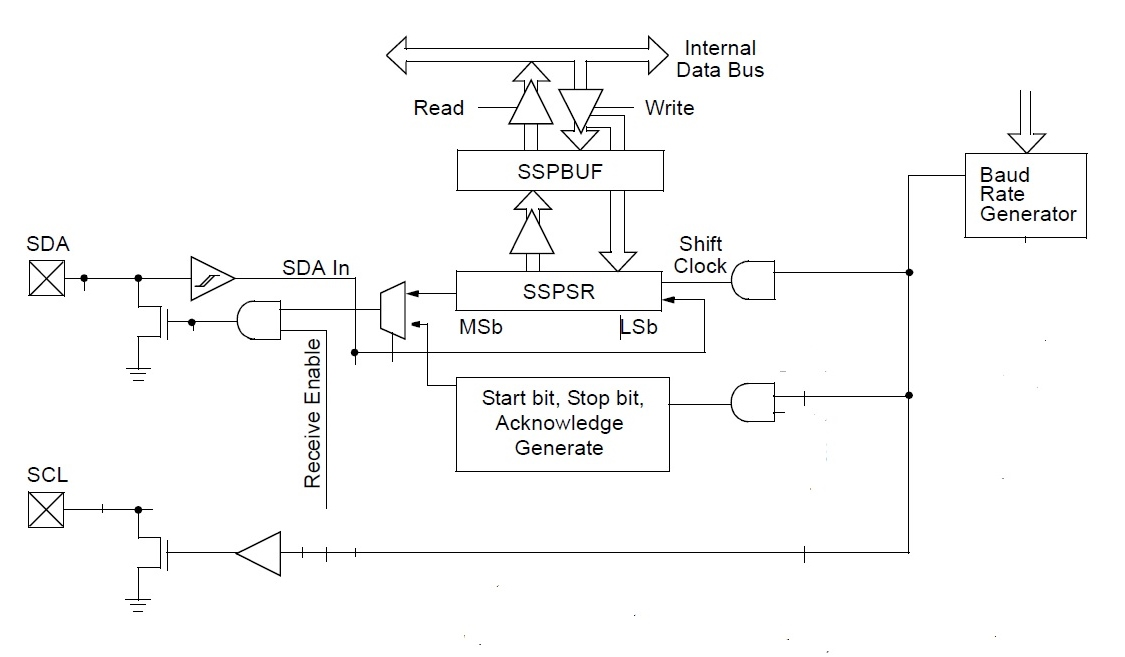 Internal
Data Bus
Read
Write
SSPBUF
Baud
Rate
Generator
SDA
SDA In
Shift
Clock
SSPSR
MSb
LSb
Receive Enable
Start bit, Stop bit,
Acknowledge
Generate
SCL